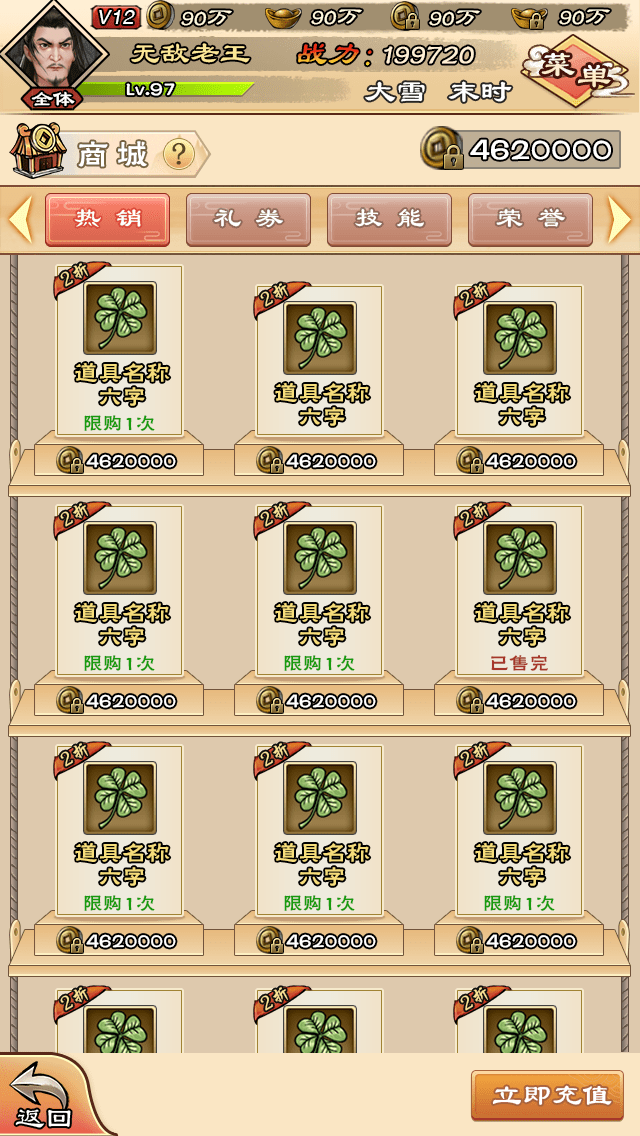 V12 90万 90万 90万 90万
无敌老王 战力：199720
菜单
全体 Lv.97 大雪 末时
商城 ? 4620000
热销 礼券 技能 荣誉
2折 2折 2折
道具名称 道具名称 道具名称
六字 六字 六字
限购1次
4620000 4620000 4620000
2折 2折 2折
道具名称 道具名称 道具名称
六字 六字 六字
限购1次 限购1次 已售完
4620000 4620000 4620000
2折 2折 2折
道具名称 道具名称 道具名称
六字 六字 六字
限购1次 限购1次 限购1次
4620000 4620000 4620000
2折 2折 2折
返回 立即充值